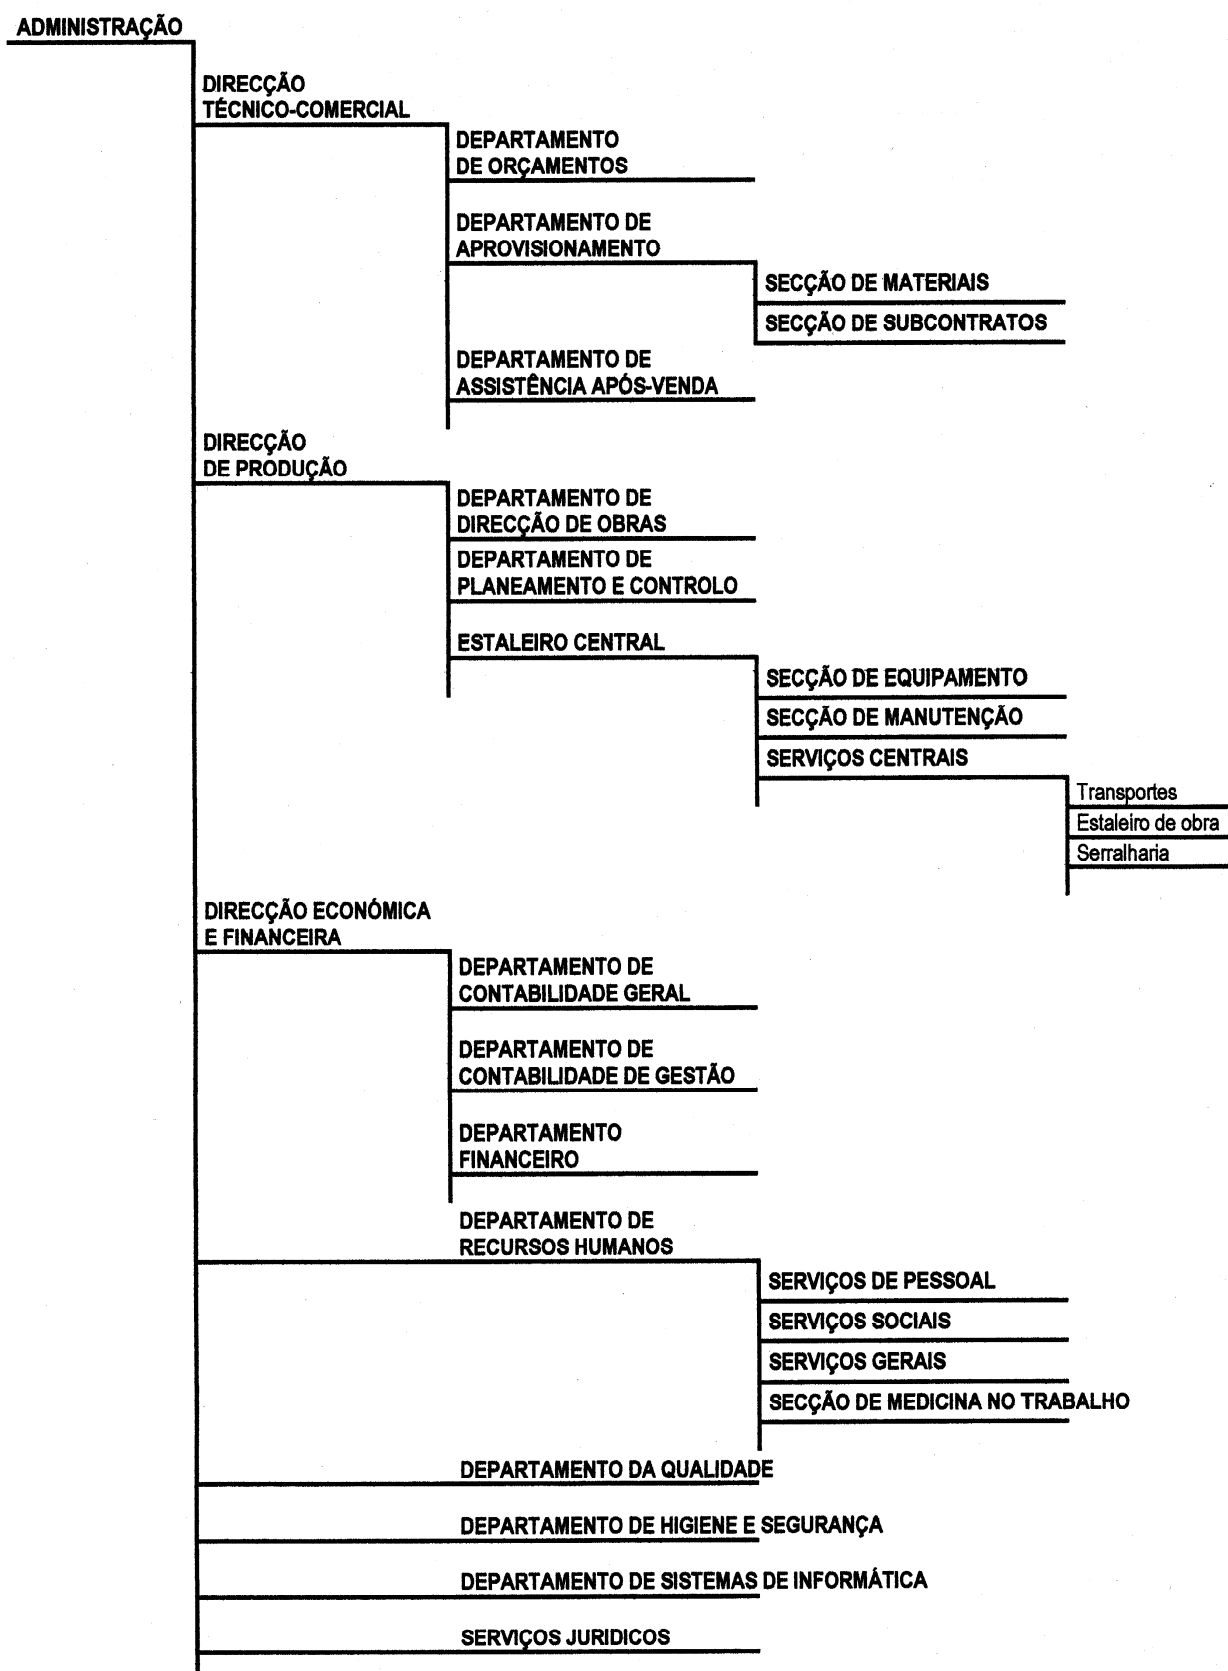 ADMINISTRAÇÃO
DIRECÇÃO
TÉCNICO-COMERCIAL
DEPARTAMENTO
DE ORÇAMENTOS
DEPARTAMENTO DE
APROVISIONAMENTO
SECÇÃO DE MATERIAIS
SECÇÃO DE SUBCONTRATOS
DEPARTAMENTO DE
ASSISTÊNCIA APÓS-VENDA
DIRECÇÃO
DE PRODUÇÃO
DEPARTAMENTO DE
DIRECÇÃO DE OBRAS
DEPARTAMENTO DE
PLANEAMENTO E CONTROLO
ESTALEIRO CENTRAL
SECÇÃO DE EQUIPAMENTO
SECÇÃO DE MANUTENÇÃO
SERVIÇOS CENTRAIS
Transportes
Estaleiro de obra
Serralharia
DIRECÇÃO ECONÓMICA
E FINANCEIRA
DEPARTAMENTO DE
CONTABILIDADE GERAL
DEPARTAMENTO DE
CONTABILIDADE DE GESTÃO
DEPARTAMENTO
FINANCEIRO
DEPARTAMENTO DE
RECURSOS HUMANOS
SERVIÇOS DE PESSOAL
SERVIÇOS SOCIAIS
SERVIÇOS GERAIS
SECÇÃO DE MEDICINA NO TRABALHO
DEPARTAMENTO DA QUALIDADE
DEPARTAMENTO DE HIGIENE E SEGURANÇA
DEPARTAMENTO DE SISTEMAS DE INFORMÁTICA
SERVIÇOS JURIDICOS